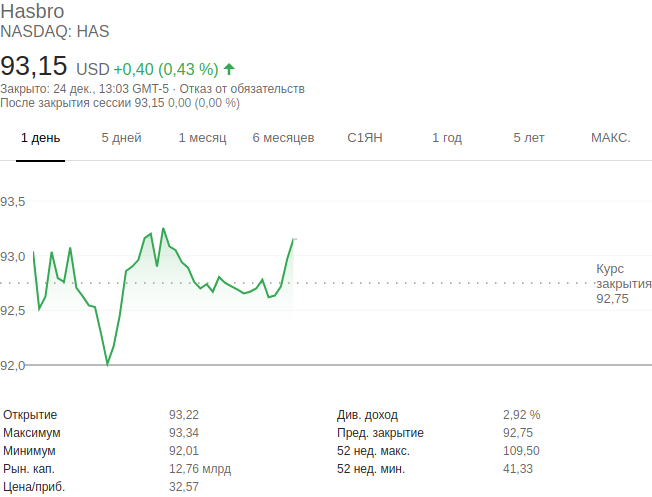 Hasbro
NASDAQ: HAS
93,15 USD +0,40 (0,43 %)
Закрыто: 24 дек., 13:03 GMT-5 · Отказ от обязательств
После закрытия сессии 93,15 0,00 (0,00 %)
1 день 5 дней 1 месяц 6 месяцев С1ЯН 1 год 5 лет МАКС.
93,5
93,0
Курс
закрытия
92,75
92,5
92,0
Открытие 93,22 Див. доход 2,92 %
Максимум 93,34 Пред. закрытие 92,75
Минимум 92,01 52 нед. макс. 109,50
Рын. кап. 12,76 млрд 52 нед. мин. 41,33
Цена/приб. 32,57